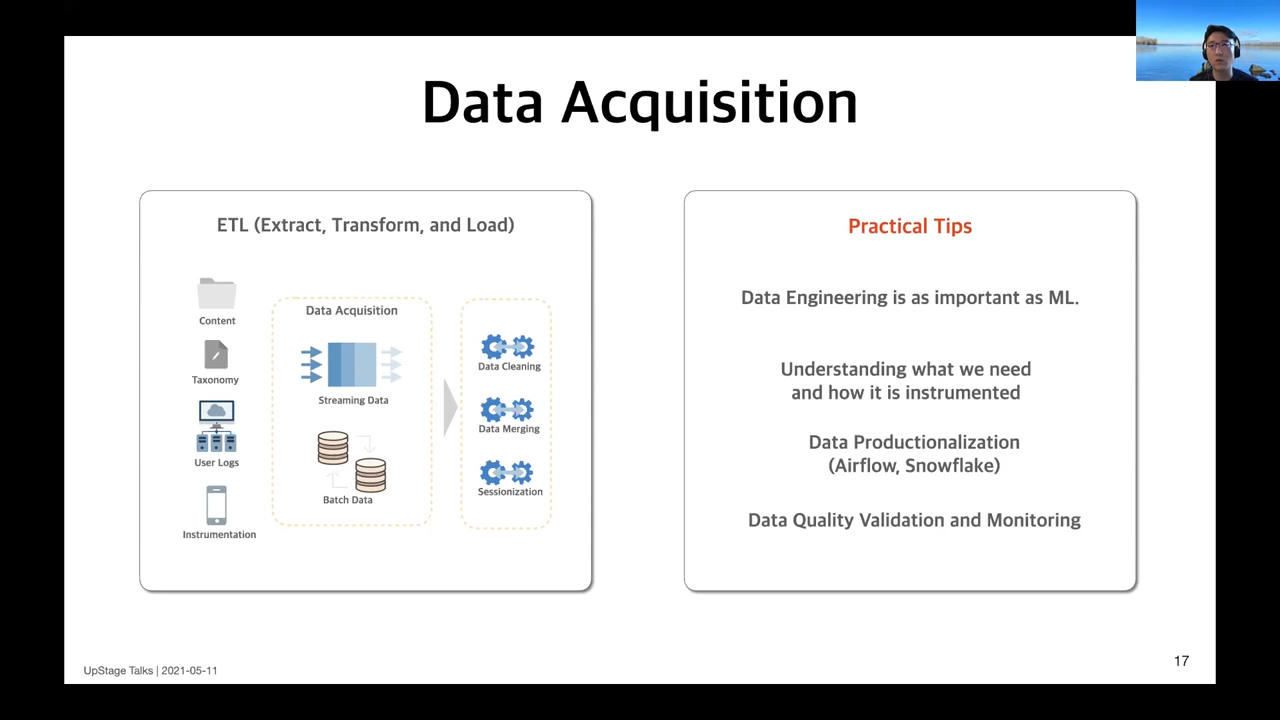 Data Acquisition
ETL (Extract, Transform, and Load)
Content
Taxonomy
User Logs
Instrumentation
Data Acquisition
Streaming Data
Batch Data
Data Cleaning
Data Merging
Sessionization
Practical Tips
Data Engineering is as important as ML.
Understanding what we need
and how it is instrumented
Data Productionalization
(Airflow, Snowflake)
Data Quality Validation and Monitoring
UpStage Talks | 2021-05-11
17